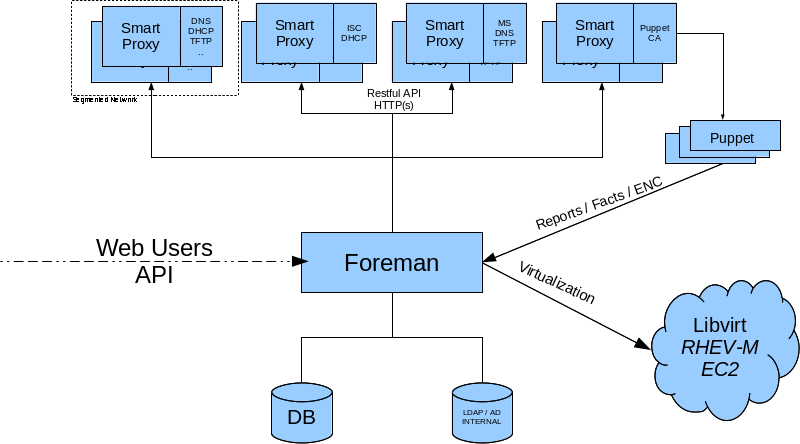 Smart
Proxy
DNS
DHCP
TFTP
..
..
Segmented Network
Smart
Proxy
ISC
DHCP
Proxy
Smart
Proxy
MS
DNS
TFTP
Smart
Proxy
Puppet
CA
Restful API
HTTP(s)
Puppet
Reports / Facts / ENC
Web Users
API
Foreman
Virtualization
Libvirt
RHEV-M
EC2
DB
LDAP / AD
INTERNAL